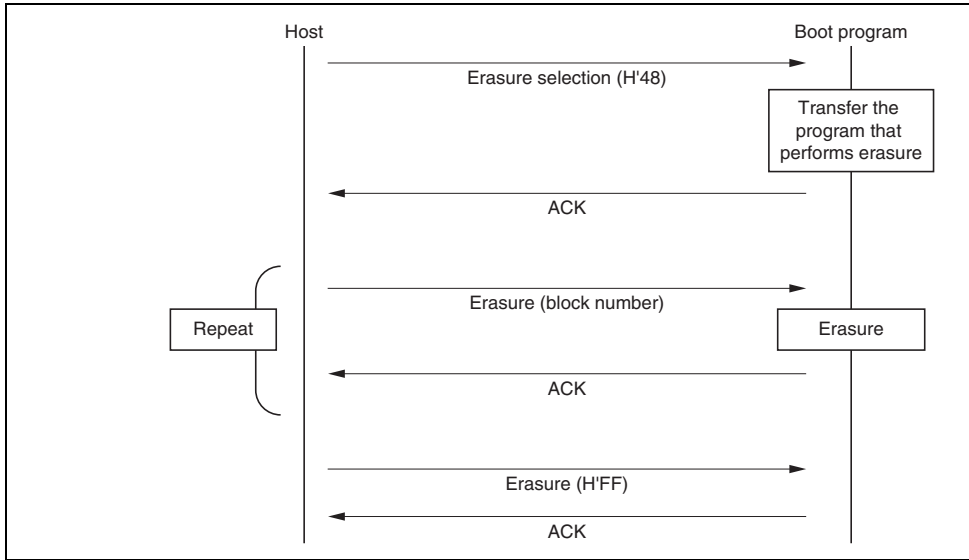 Host
Boot program
Erasure selection (H'48)
Transfer the
program that
performs erasure
ACK
Erasure (block number)
Repeat
Erasure
ACK
Erasure (H'FF)
ACK